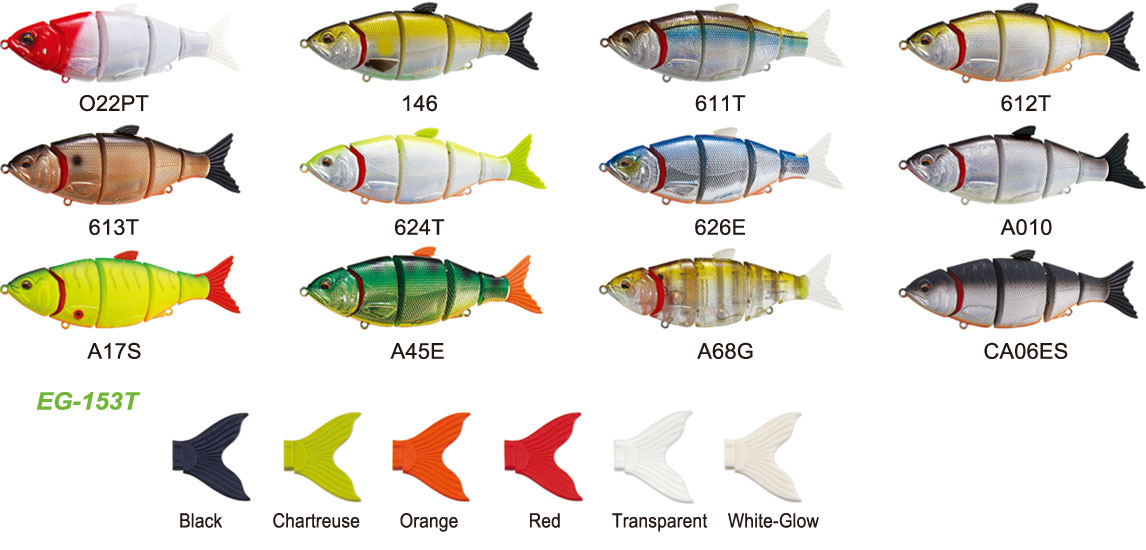 O22PT 146 611T 612T
613T 624T 626E A010
A17S A45E A68G CA06ES
EG-153T
Black Chartreuse Orange Red Transparent White-Glow